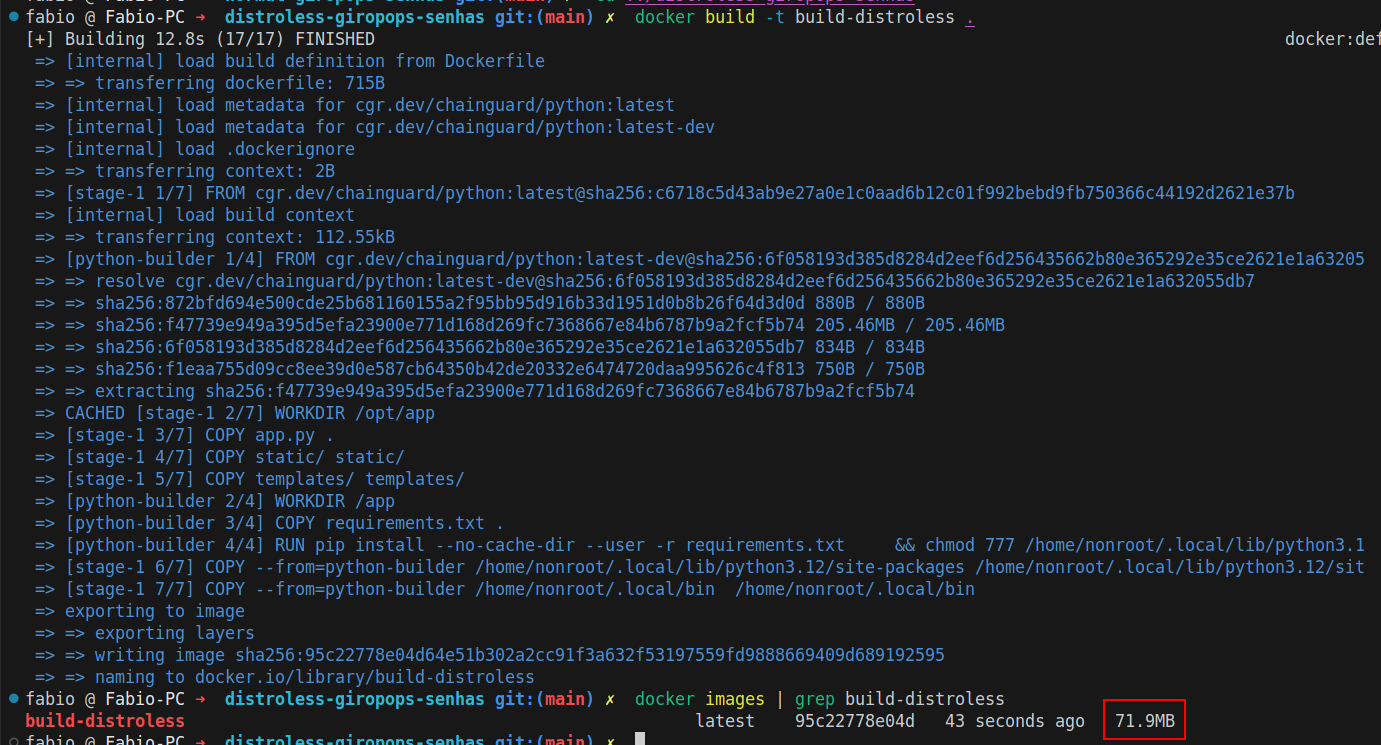 fabio @ Fabio-PC → distroless-giropops-senhas git:(main) ✗ docker build -t build-distroless .
[+] Building 12.8s (17/17) FINISHED docker:def
=> [internal] load build definition from Dockerfile
=> => transferring dockerfile: 715B
=> [internal] load metadata for cgr.dev/chainguard/python:latest
=> [internal] load metadata for cgr.dev/chainguard/python:latest-dev
=> [internal] load .dockerignore
=> => transferring context: 2B
=> [stage-1 1/7] FROM cgr.dev/chainguard/python:latest@sha256:c6718c5d43ab9e27a0e1c0aad6b12c01f992bebd9fb750366c44192d2621e37b
=> [internal] load build context
=> => transferring context: 112.55kB
=> [python-builder 1/4] FROM cgr.dev/chainguard/python:latest-dev@sha256:6f058193d385d8284d2eef6d256435662b80e365292e35ce2621e1a63205
=> => resolve cgr.dev/chainguard/python:latest-dev@sha256:6f058193d385d8284d2eef6d256435662b80e365292e35ce2621e1a632055db7
=> => sha256:872bfd694e500cde25b681160155a2f95bb95d916b33d1951d0b8b26f64d3d0d 880B / 880B
=> => sha256:f47739e949a395d5efa23900e771d168d269fc7368667e84b6787b9a2fcf5b74 205.46MB / 205.46MB
=> => sha256:6f058193d385d8284d2eef6d256435662b80e365292e35ce2621e1a632055db7 834B / 834B
=> => sha256:f1eaa755d09cc8ee39d0e587cb64350b42de20332e6474720daa995626c4f813 750B / 750B
=> => extracting sha256:f47739e949a395d5efa23900e771d168d269fc7368667e84b6787b9a2fcf5b74
=> CACHED [stage-1 2/7] WORKDIR /opt/app
=> [stage-1 3/7] COPY app.py .
=> [stage-1 4/7] COPY static/ static/
=> [stage-1 5/7] COPY templates/ templates/
=> [python-builder 2/4] WORKDIR /app
=> [python-builder 3/4] COPY requirements.txt .
=> [python-builder 4/4] RUN pip install --no-cache-dir --user -r requirements.txt && chmod 777 /home/nonroot/.local/lib/python3.1
=> [stage-1 6/7] COPY --from=python-builder /home/nonroot/.local/lib/python3.12/site-packages /home/nonroot/.local/lib/python3.12/sit
=> [stage-1 7/7] COPY --from=python-builder /home/nonroot/.local/bin /home/nonroot/.local/bin
=> exporting to image
=> => exporting layers
=> => writing image sha256:95c22778e04d64e51b302a2cc91f3a632f53197559fd9888669409d689192595
=> => naming to docker.io/library/build-distroless
fabio @ Fabio-PC → distroless-giropops-senhas git:(main) ✗ docker images | grep build-distroless
build-distroless latest 95c22778e04d 43 seconds ago 71.9MB
fabio @ Fabio-PC → distroless-giropops-senhas git:(main) ✗